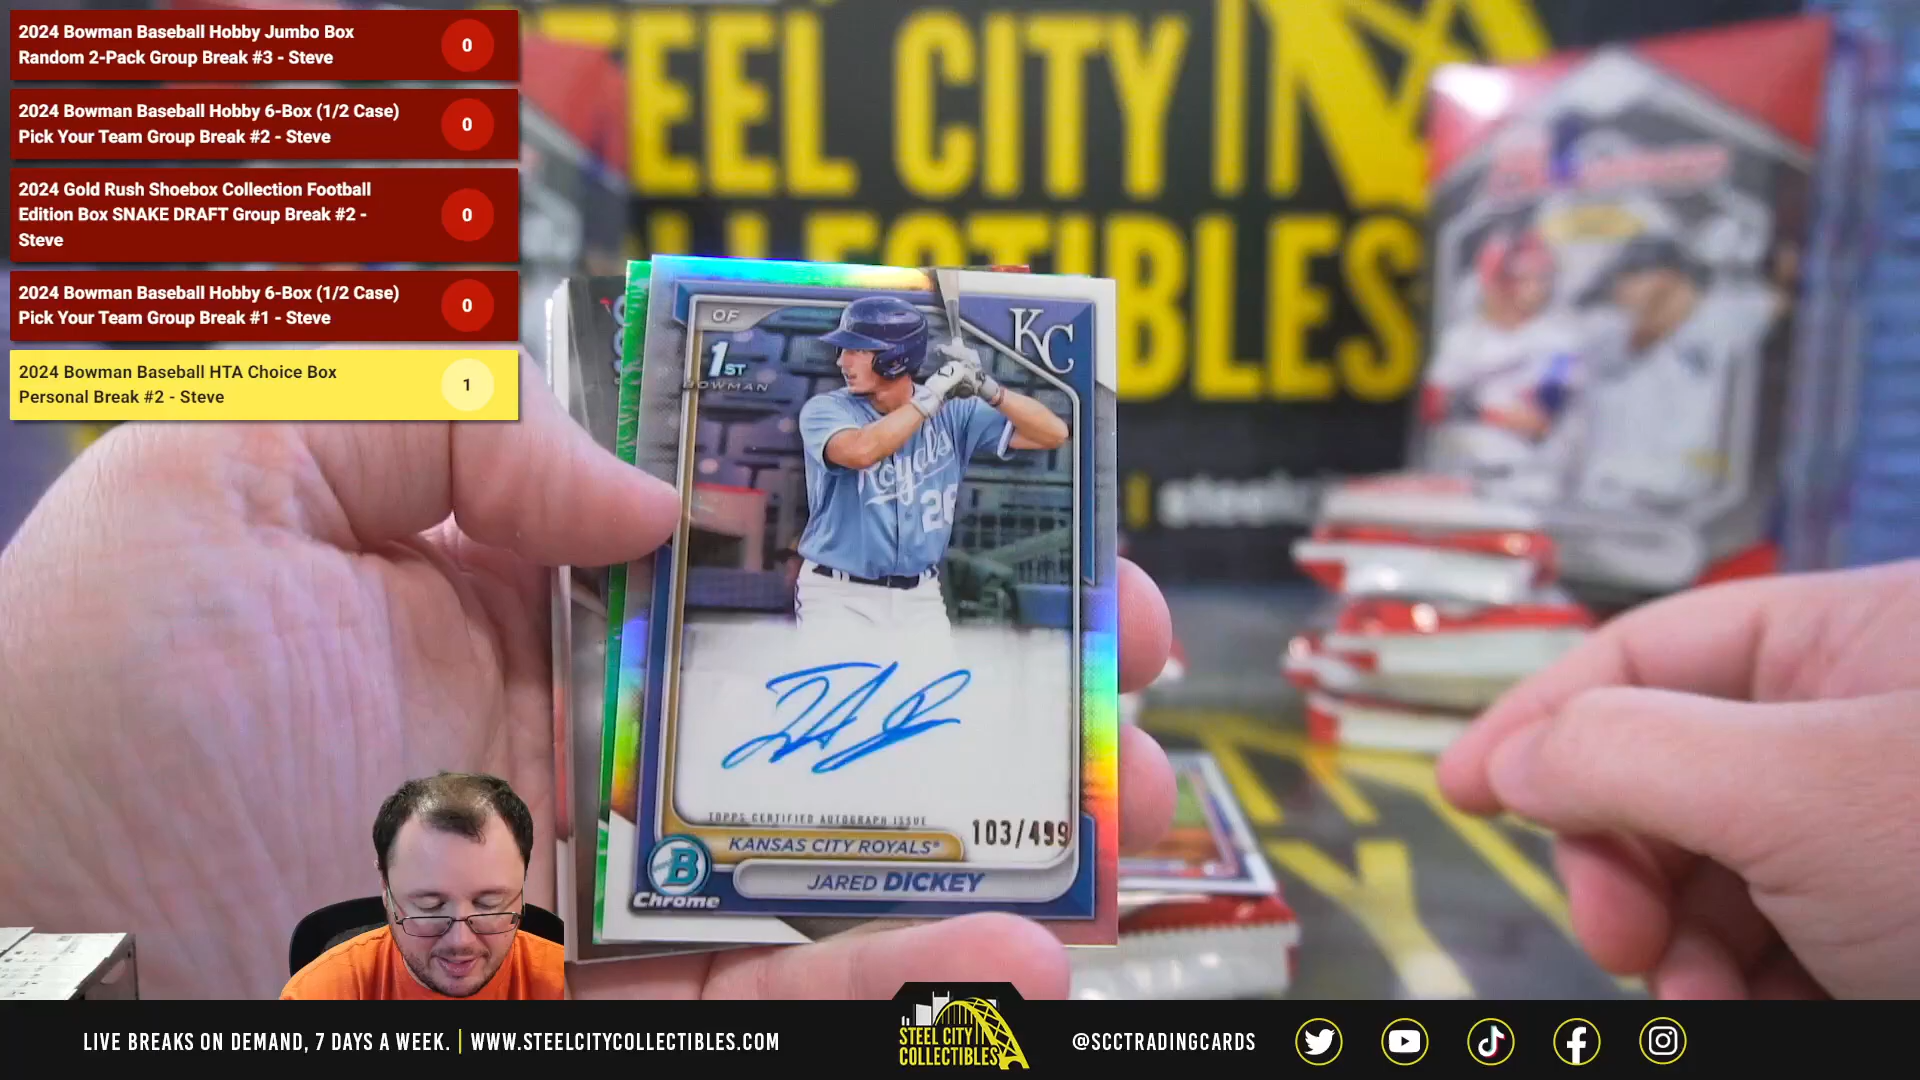 2024 Bowman Baseball Hobby Jumbo Box
Random 2-Pack Group Break #3 - Steve
0
2024 Bowman Baseball Hobby 6-Box (1/2 Case)
Pick Your Team Group Break #2 - Steve
0
2024 Gold Rush Shoebox Collection Football
Edition Box SNAKE DRAFT Group Break #2 -
Steve
0
2024 Bowman Baseball Hobby 6-Box (1/2 Case)
Pick Your Team Group Break #1 - Steve
0
2024 Bowman Baseball HTA Choice Box
Personal Break #2 - Steve
1
STEEL CITY
COLLECTIBLES
OF
KC
1ST
BOWMAN
Royals
26
TOPPS CERTIFIED AUTOGRAPH ISSUE
103/499
KANSAS CITY ROYALS®
B
JARED DICKEY
Chrome
LIVE BREAKS ON DEMAND, 7 DAYS A WEEK. | WWW.STEELCITYCOLLECTIBLES.COM
STEEL CITY
COLLECTIBLES
@SCCTRADINGCARDS